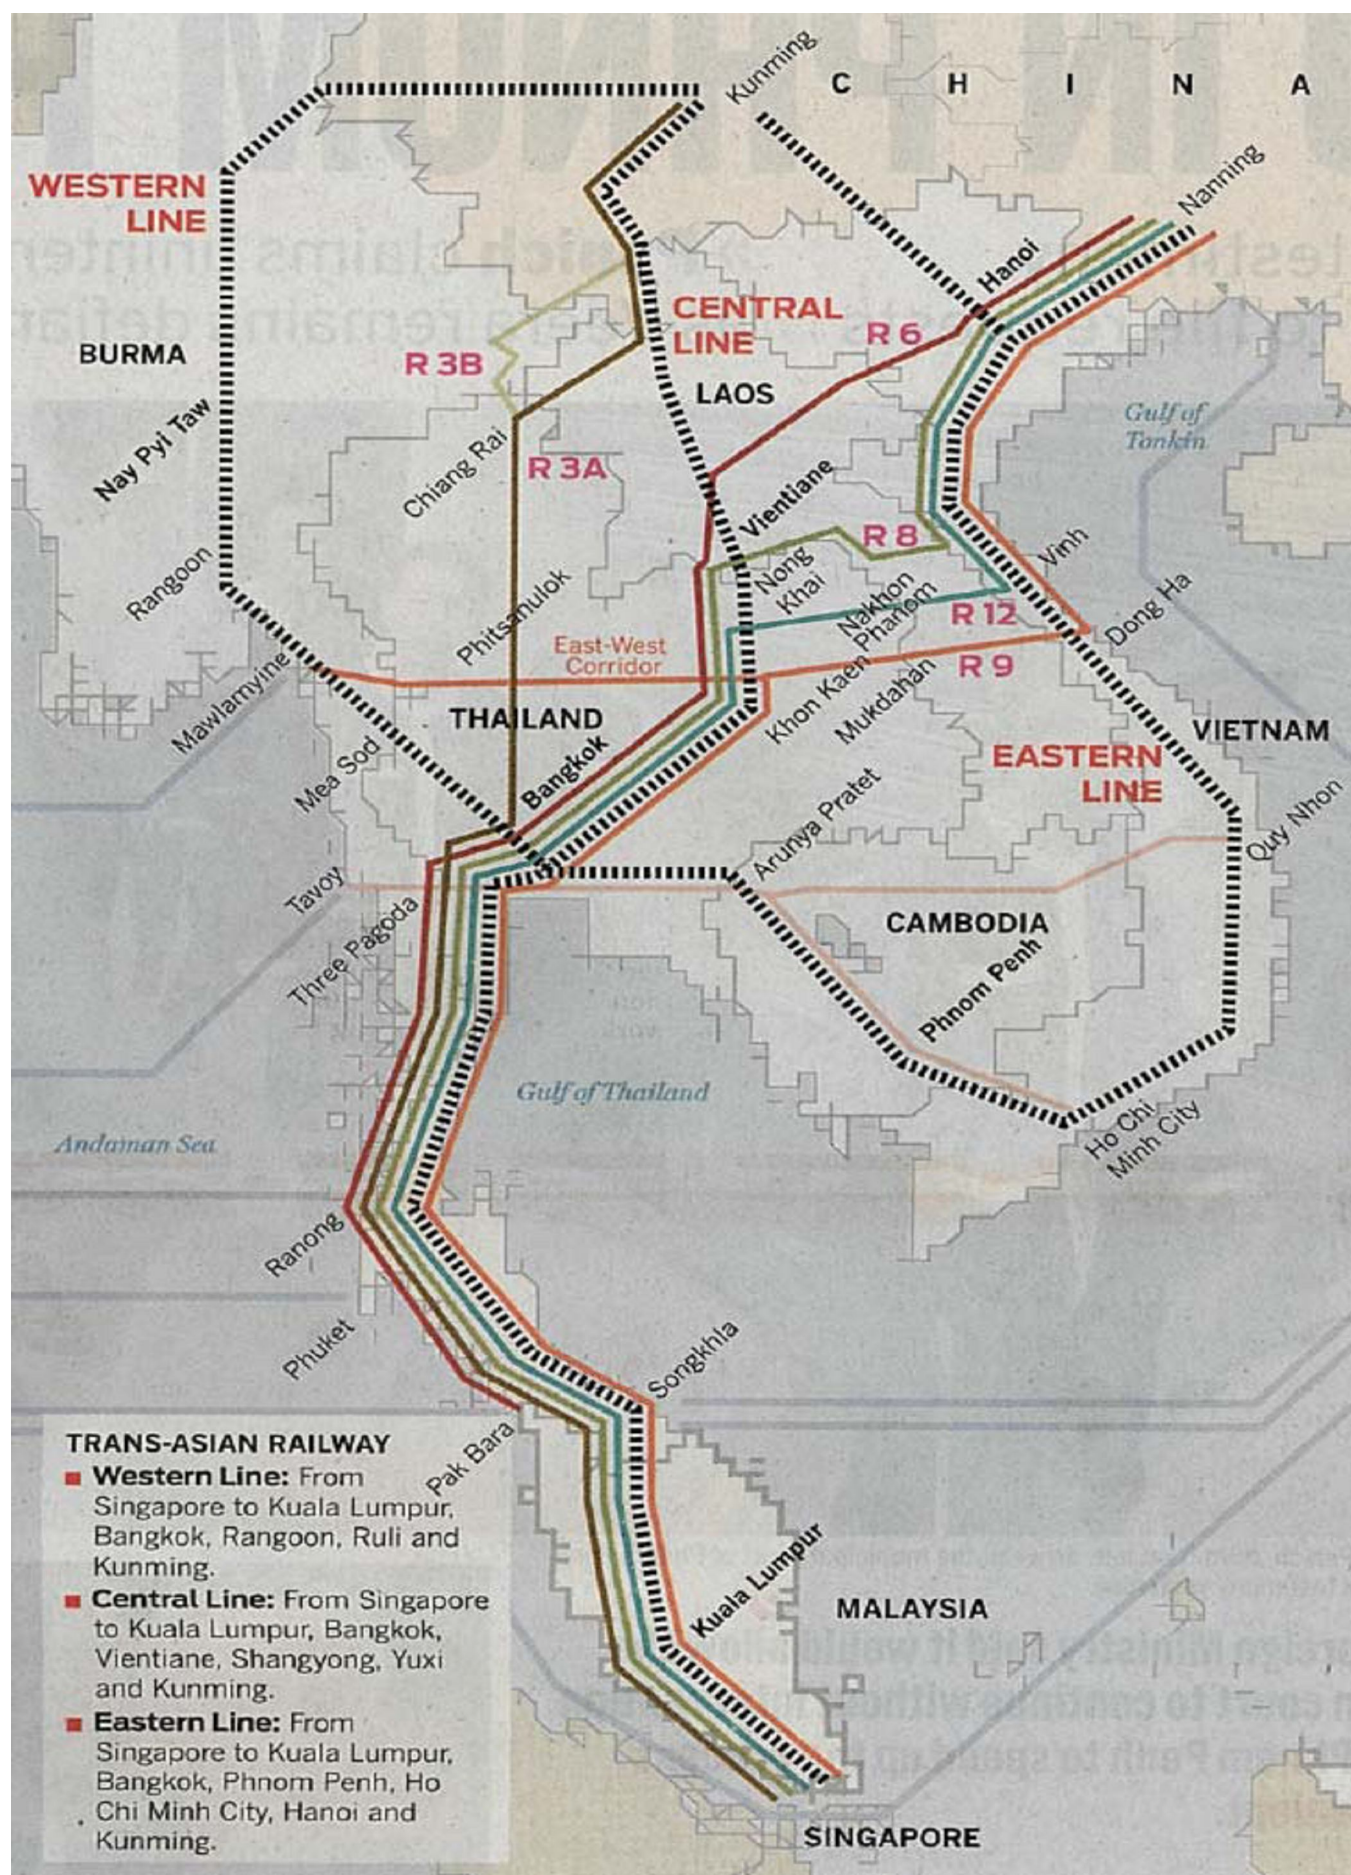 Kunming
C H I N A
WESTERN
LINE
Nanning
Hanoi
CENTRAL
LINE
R 6
BURMA
R 3B
LAOS
Gulf of
Tonkin
Nay Pyi Taw
Chiang Rai
R 3A
Vientiane
R 8
Rangoon
Nong
Khai
Vinh
Phitsanulok
Nakhon
Phanom
R 12
Dong Ha
East-West
Corridor
R 9
Mawlamyine
Khon Kaen
Mukdahan
THAILAND
VIETNAM
Mea Sod
Bangkok
EASTERN
LINE
Arunya Pratet
Quy Nhon
Tavoy
Three Pagoda
CAMBODIA
Phnom Penh
Gulf of Thailand
Andaman Sea
Ho Chi
Minh City
Ranong
Phuket
Songkhla
Pak Bara
Kuala Lumpur
MALAYSIA
SINGAPORE
TRANS-ASIAN RAILWAY
Western Line: From
Singapore to Kuala Lumpur,
Bangkok, Rangoon, Ruli and
Kunming.
Central Line: From Singapore
to Kuala Lumpur, Bangkok,
Vientiane, Shangyong, Yuxi
and Kunming.
Eastern Line: From
Singapore to Kuala Lumpur,
Bangkok, Phnom Penh, Ho
Chi Minh City, Hanoi and
Kunming.